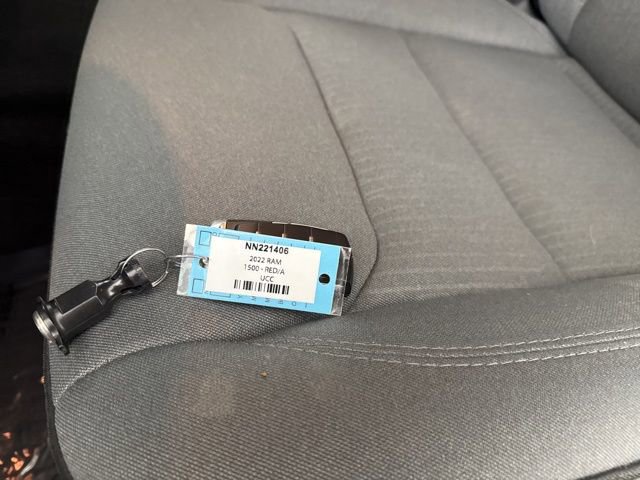 NN221406
2022 RAM
1500 - RED/A
UCC